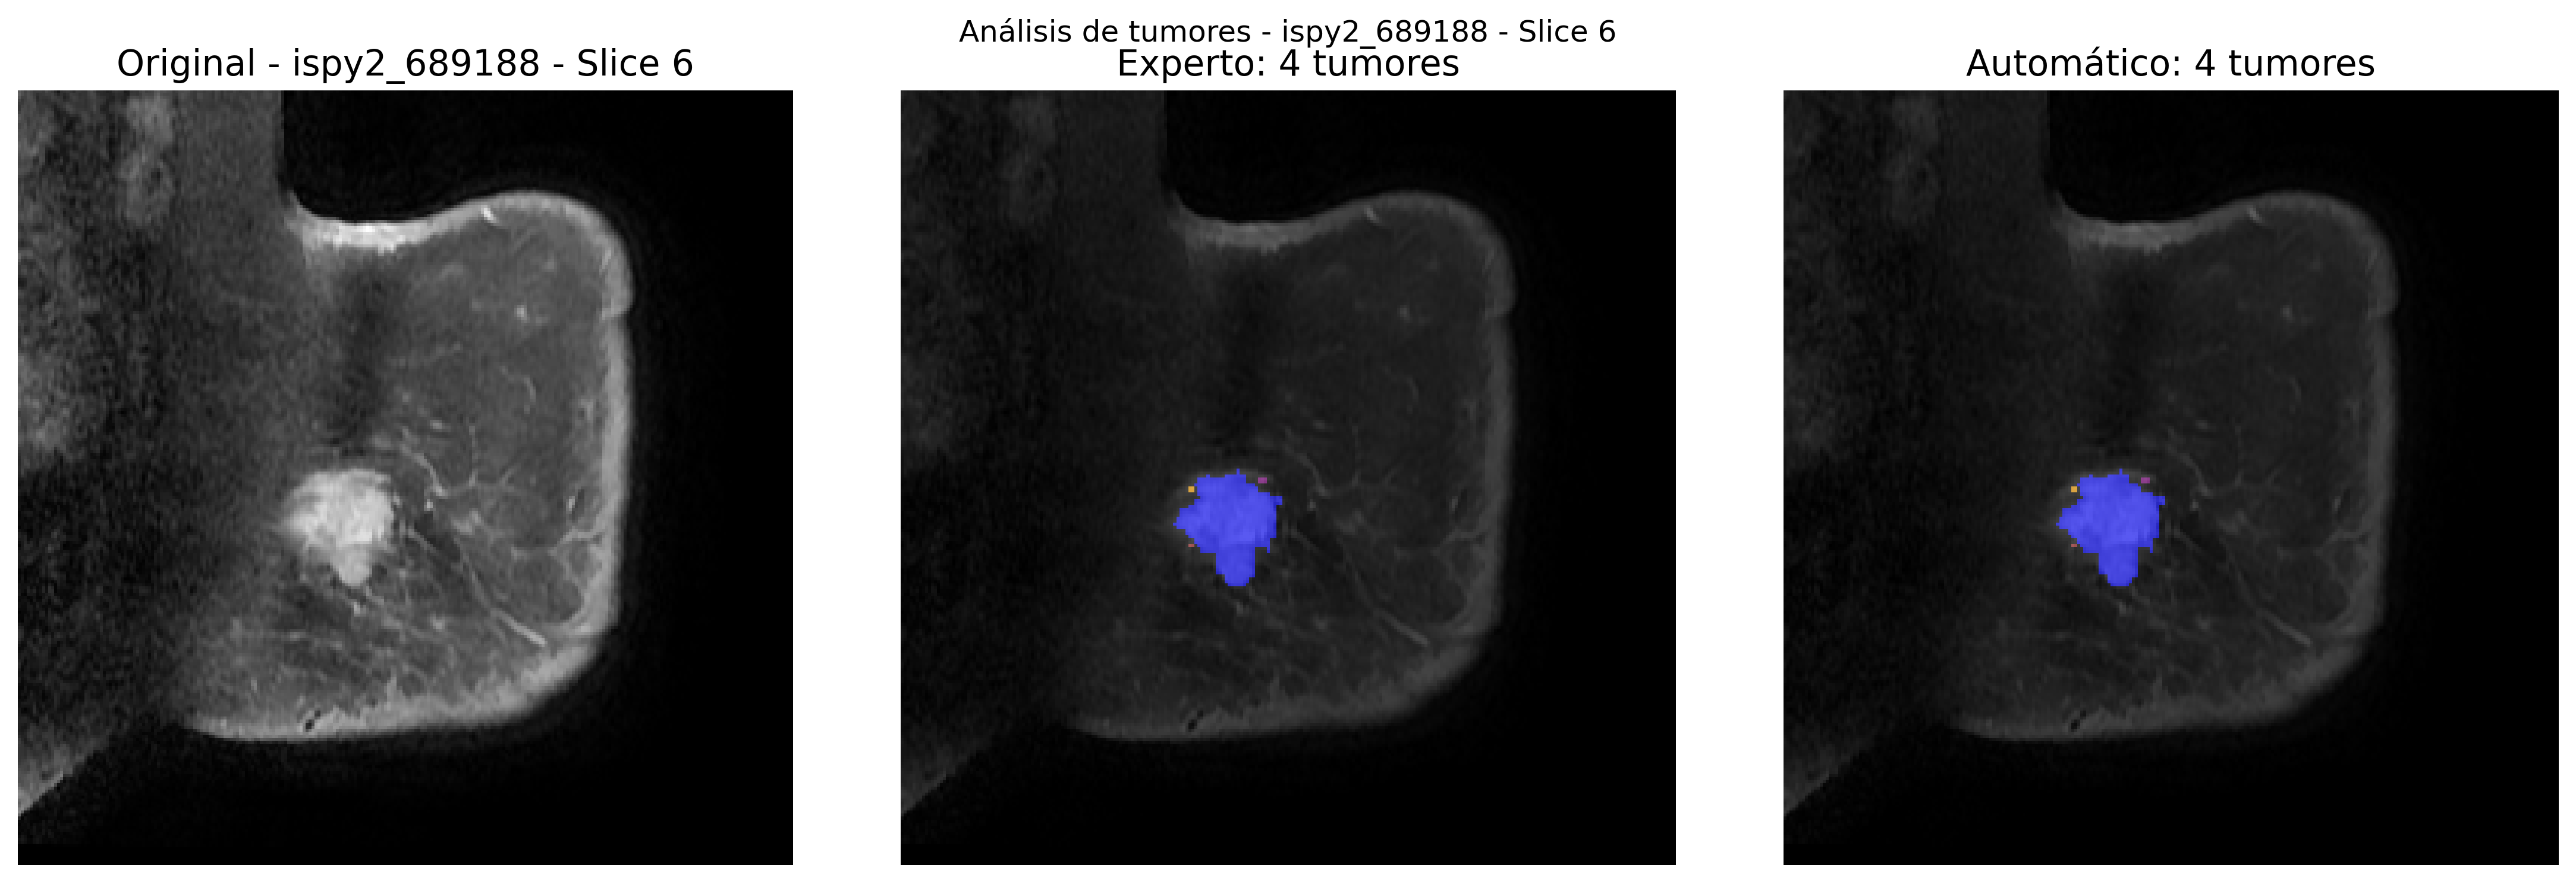 Análisis de tumores - ispy2_689188 - Slice 6
Original - ispy2_689188 - Slice 6
Experto: 4 tumores
Automático: 4 tumores